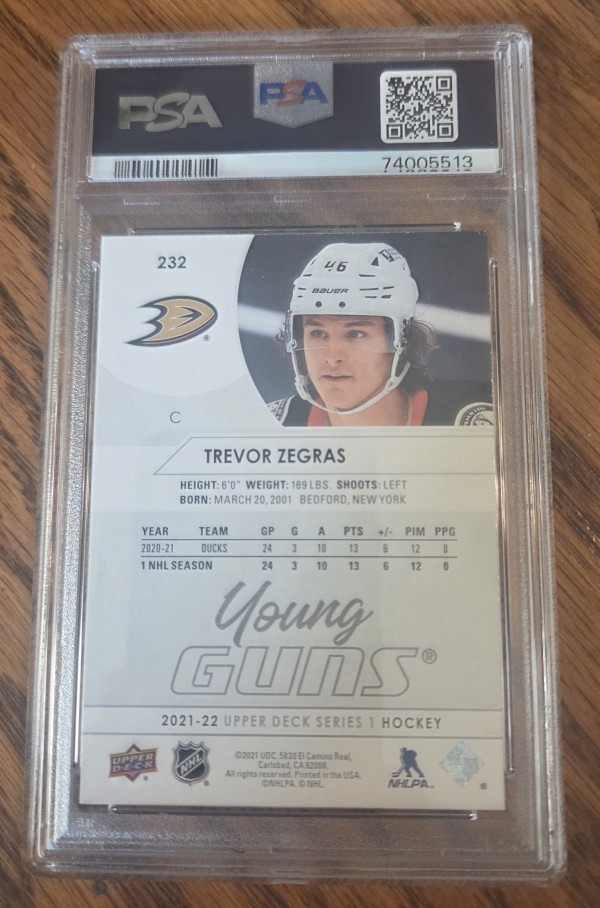 PSA
PSA
74005513
232
46
BAUER
®
C
TREVOR ZEGRAS
HEIGHT: 6'0" WEIGHT: 169 LBS. SHOOTS: LEFT
BORN: MARCH 20, 2001 BEDFORD, NEW YORK
YEAR TEAM GP G A PTS +/- PIM PPG
2020-21 DUCKS 24 3 10 13 6 12 0
1 NHL SEASON 24 3 10 13 6 12 0
Young
GUNS®
2021-22 UPPER DECK SERIES 1 HOCKEY
UPPER
DECK
NHL
©2021 UDC. 5830 El Camino Real,
Carlsbad, CA 92008.
All rights reserved. Printed in the USA.
©NHLPA. © NHL.
NHLPA
®